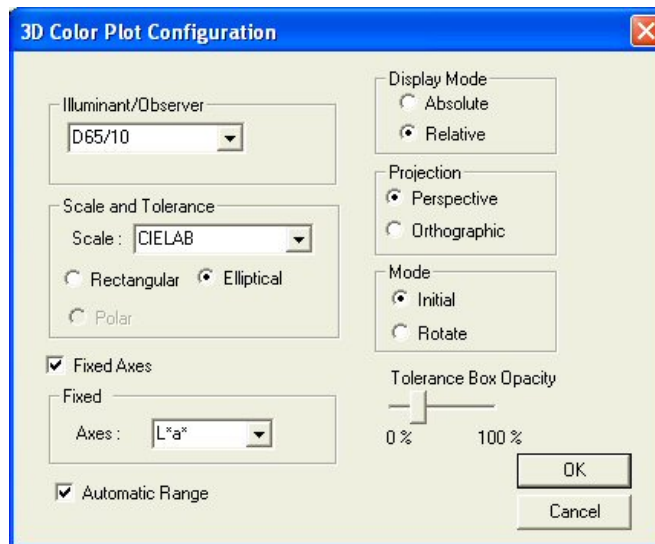 3D Color Plot Configuration
Illuminant/Observer
D65/10
Scale and Tolerance
Scale : CIELAB
Rectangular Elliptical
Polar
Fixed Axes
Fixed
Axes : L*a*
Automatic Range
Display Mode
Absolute
Relative
Projection
Perspective
Orthographic
Mode
Initial
Rotate
Tolerance Box Opacity
0 % 100 %
OK
Cancel